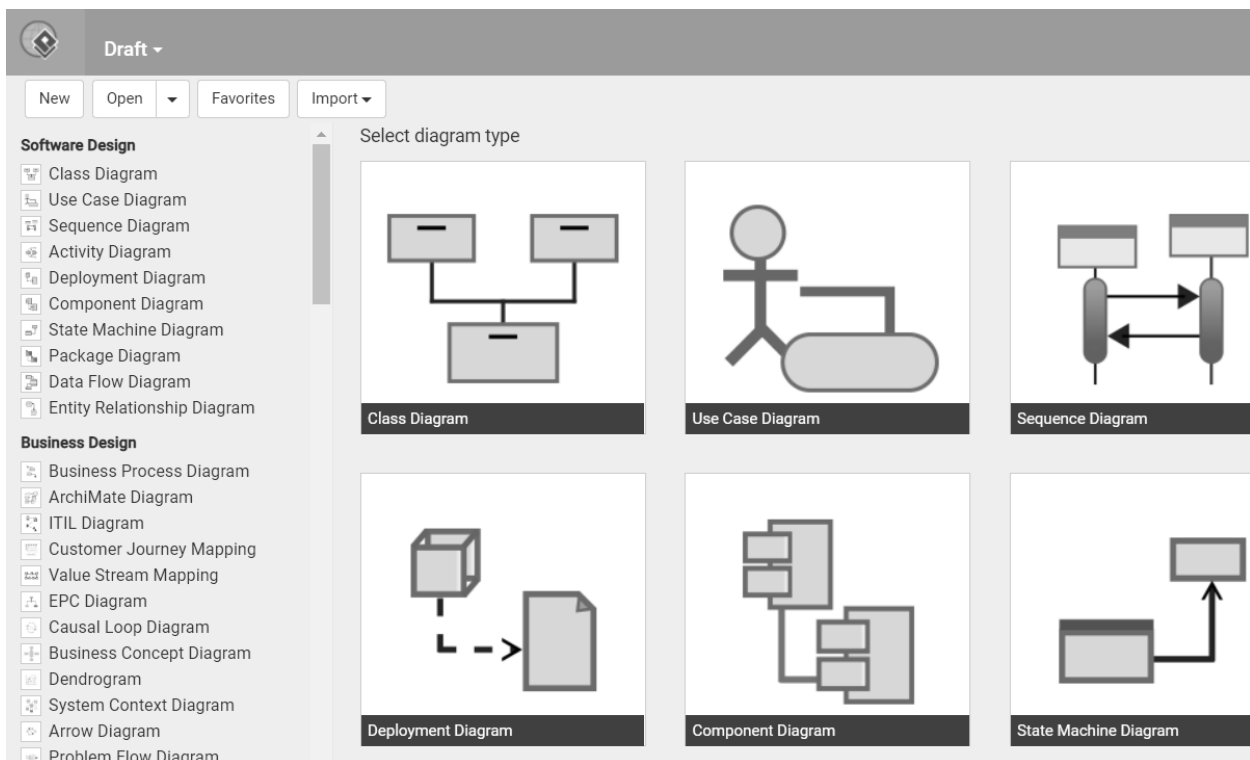 Draft
New
Open
Favorites
Import
Software Design
Class Diagram
Use Case Diagram
Sequence Diagram
Activity Diagram
Deployment Diagram
Component Diagram
State Machine Diagram
Package Diagram
Data Flow Diagram
Entity Relationship Diagram
Business Design
Business Process Diagram
ArchiMate Diagram
ITIL Diagram
Customer Journey Mapping
Value Stream Mapping
EPC Diagram
Causal Loop Diagram
Business Concept Diagram
Dendrogram
System Context Diagram
Arrow Diagram
Problem Flow Diagram
Select diagram type
Class Diagram
Use Case Diagram
Sequence Diagram
Deployment Diagram
Component Diagram
State Machine Diagram